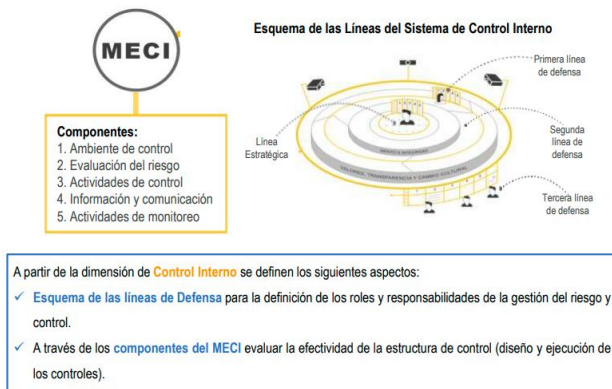 MECI
Componentes:
1. Ambiente de control
2. Evaluación del riesgo
3. Actividades de control
4. Información y comunicación
5. Actividades de monitoreo
Esquema de las Líneas del Sistema de Control Interno
Primera línea
de defensa
Línea
Estratégica
Segunda
línea de
defensa
VALORES, TRANSPARENCIA Y CAMBIO CULTURAL
Tercera línea
de defensa
A partir de la dimensión de Control Interno se definen los siguientes aspectos:
✓ Esquema de las líneas de Defensa para la definición de los roles y responsabilidades de la gestión del riesgo y
control.
✓ A través de los componentes del MECI evaluar la efectividad de la estructura de control (diseño y ejecución de
los controles).